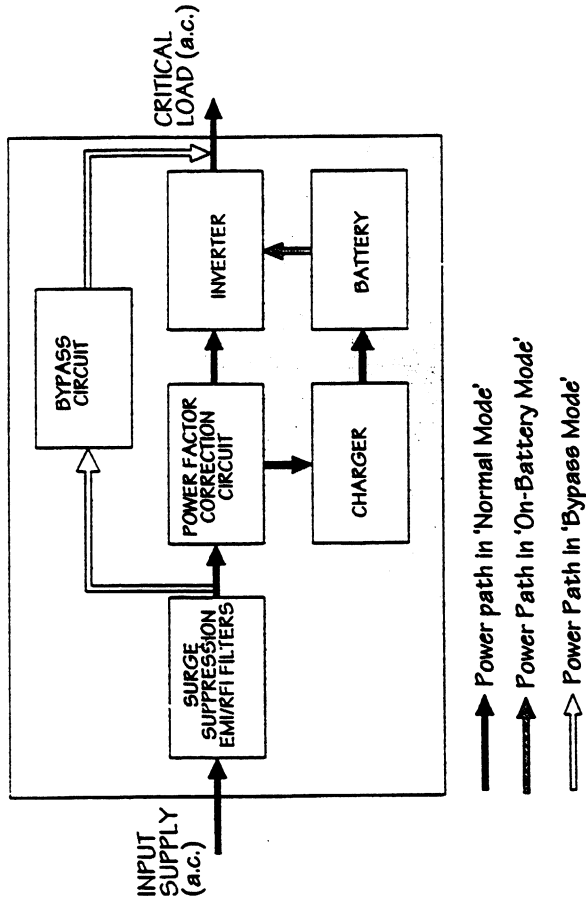 INPUT
SUPPLY
(a.c.)
SURGE
SUPPRESSION
EMI/RFI FILTERS
BYPASS
CIRCUIT
POWER FACTOR
CORRECTION
CIRCUIT
CHARGER
INVERTER
BATTERY
CRITICAL
LOAD (a.c.)
Power path in 'Normal Mode'
Power Path in 'On-Battery Mode'
Power Path in 'Bypass Mode'